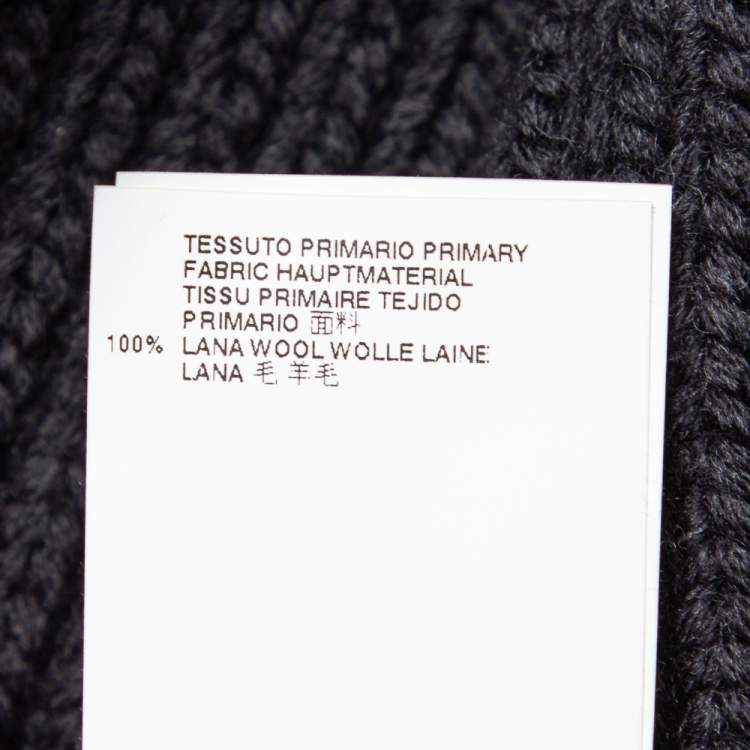 TESSUTO PRIMARIO PRIMARY
FABRIC HAUPTMATERIAL
TISSU PRIMAIRE TEJIDO
PRIMARIO 面料
100% LANA WOOL WOLLE LAINE
LANA 毛 羊毛